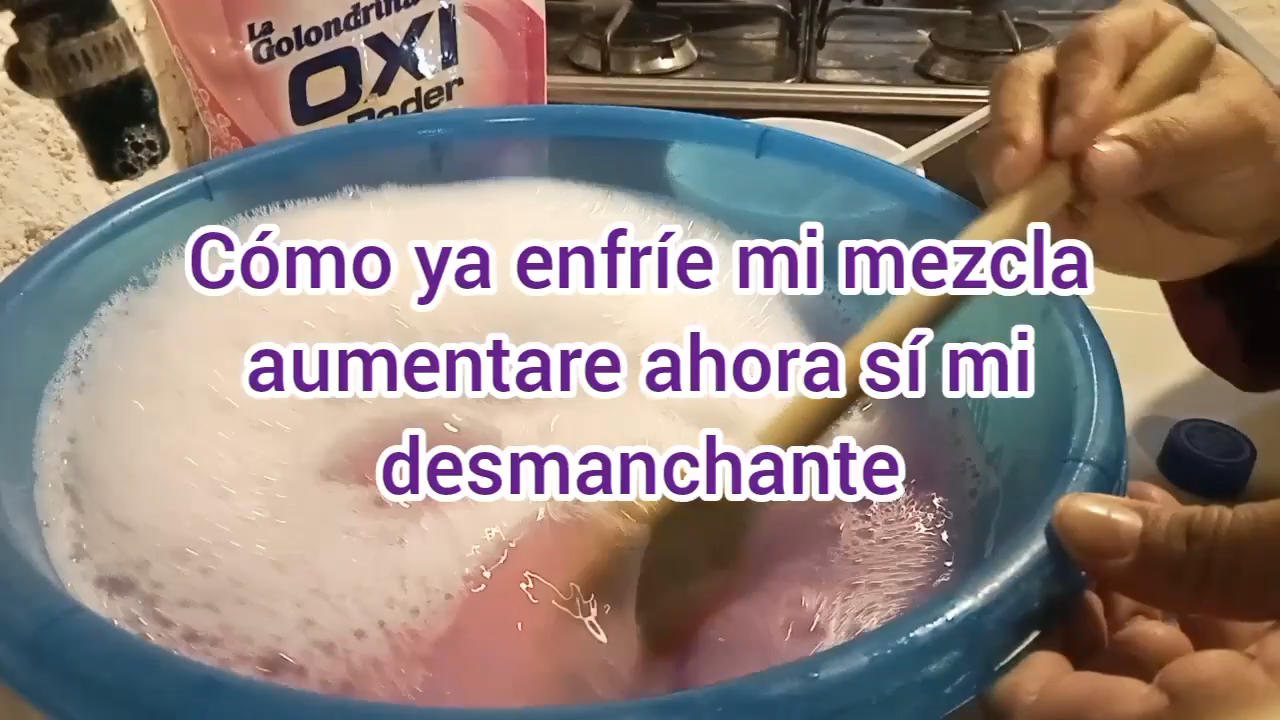 La
Golondrina
OXI
Poder
Cómo ya enfríe mi mezcla
aumentare ahora sí mi
desmanchante